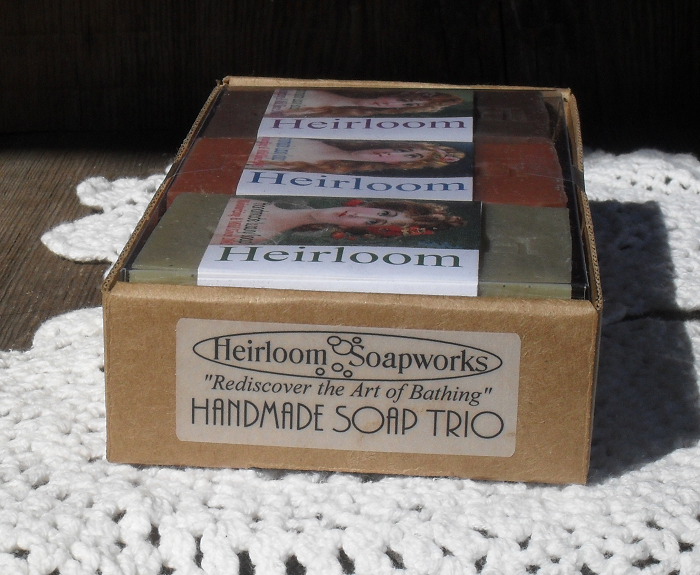 Heirloom
Heirloom
Heirloom
Heirloom Soapworks
"Rediscover the Art of Bathing"
HANDMADE SOAP TRIO